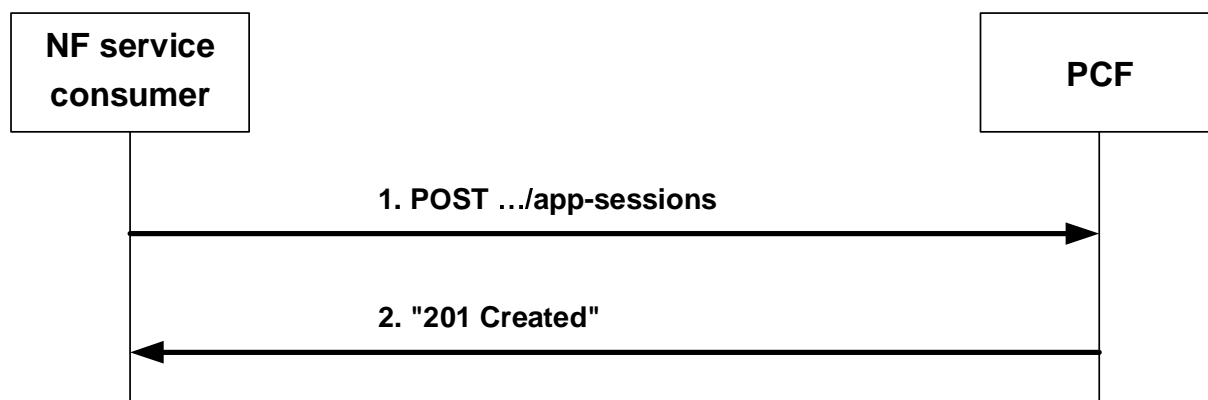 NF service
consumer
PCF
1. POST …/app-sessions
2. "201 Created"